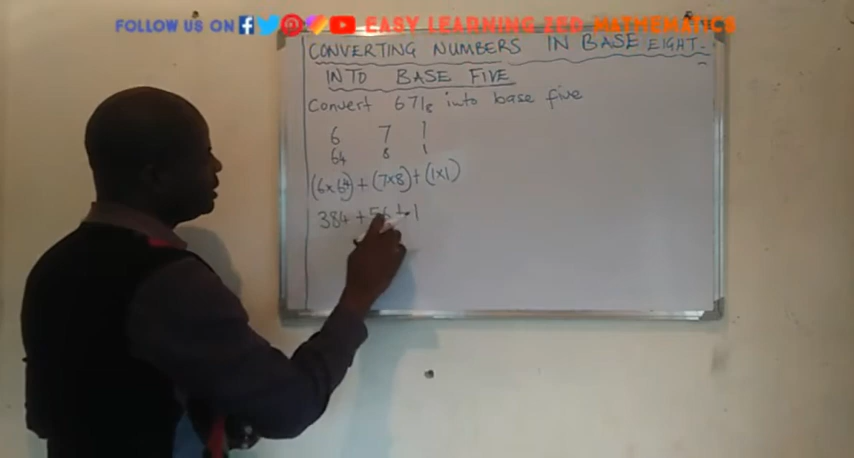 FOLLOW US ON EASY LEARNING ZED MATHEMATICS
CONVERTING NUMBERS IN BASE EIGHT
INTO BASE FIVE
Convert 671₈ into base five
6 7 1
64 8 1
(6×64) + (7×8) + (1×1)
384 + 56 + 1